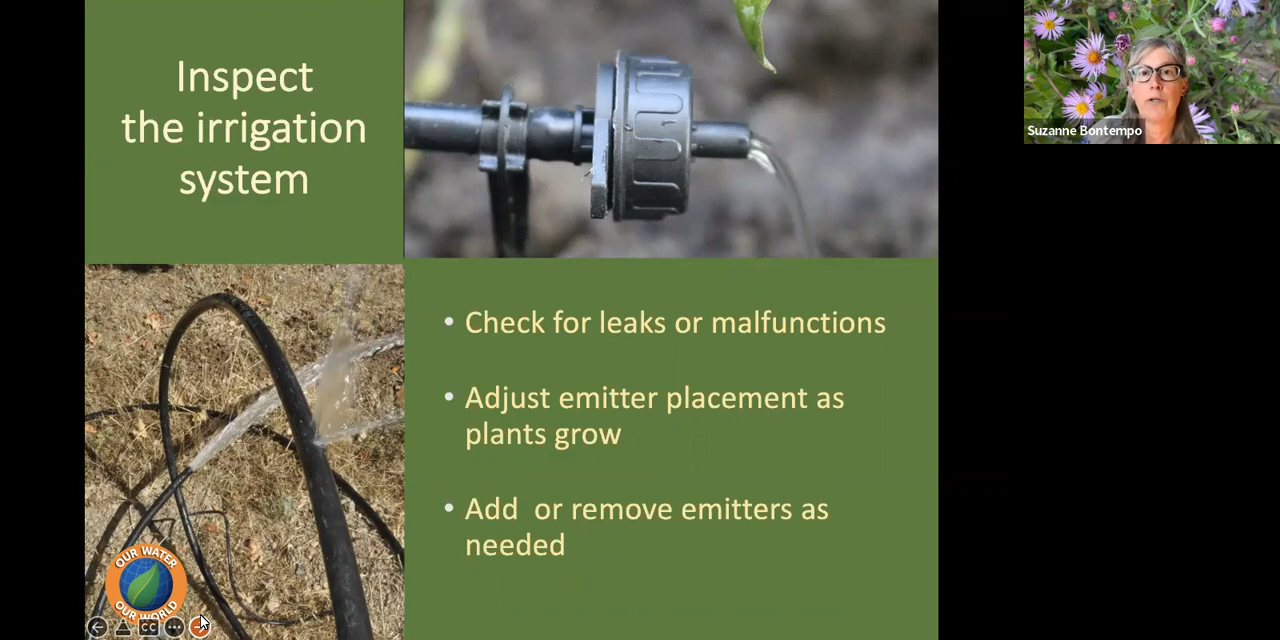 Inspect
the irrigation
system
Suzanne Bontempo
• Check for leaks or malfunctions
• Adjust emitter placement as
plants grow
• Add  or remove emitters as
needed
OUR WATER
OUR WORLD
CC